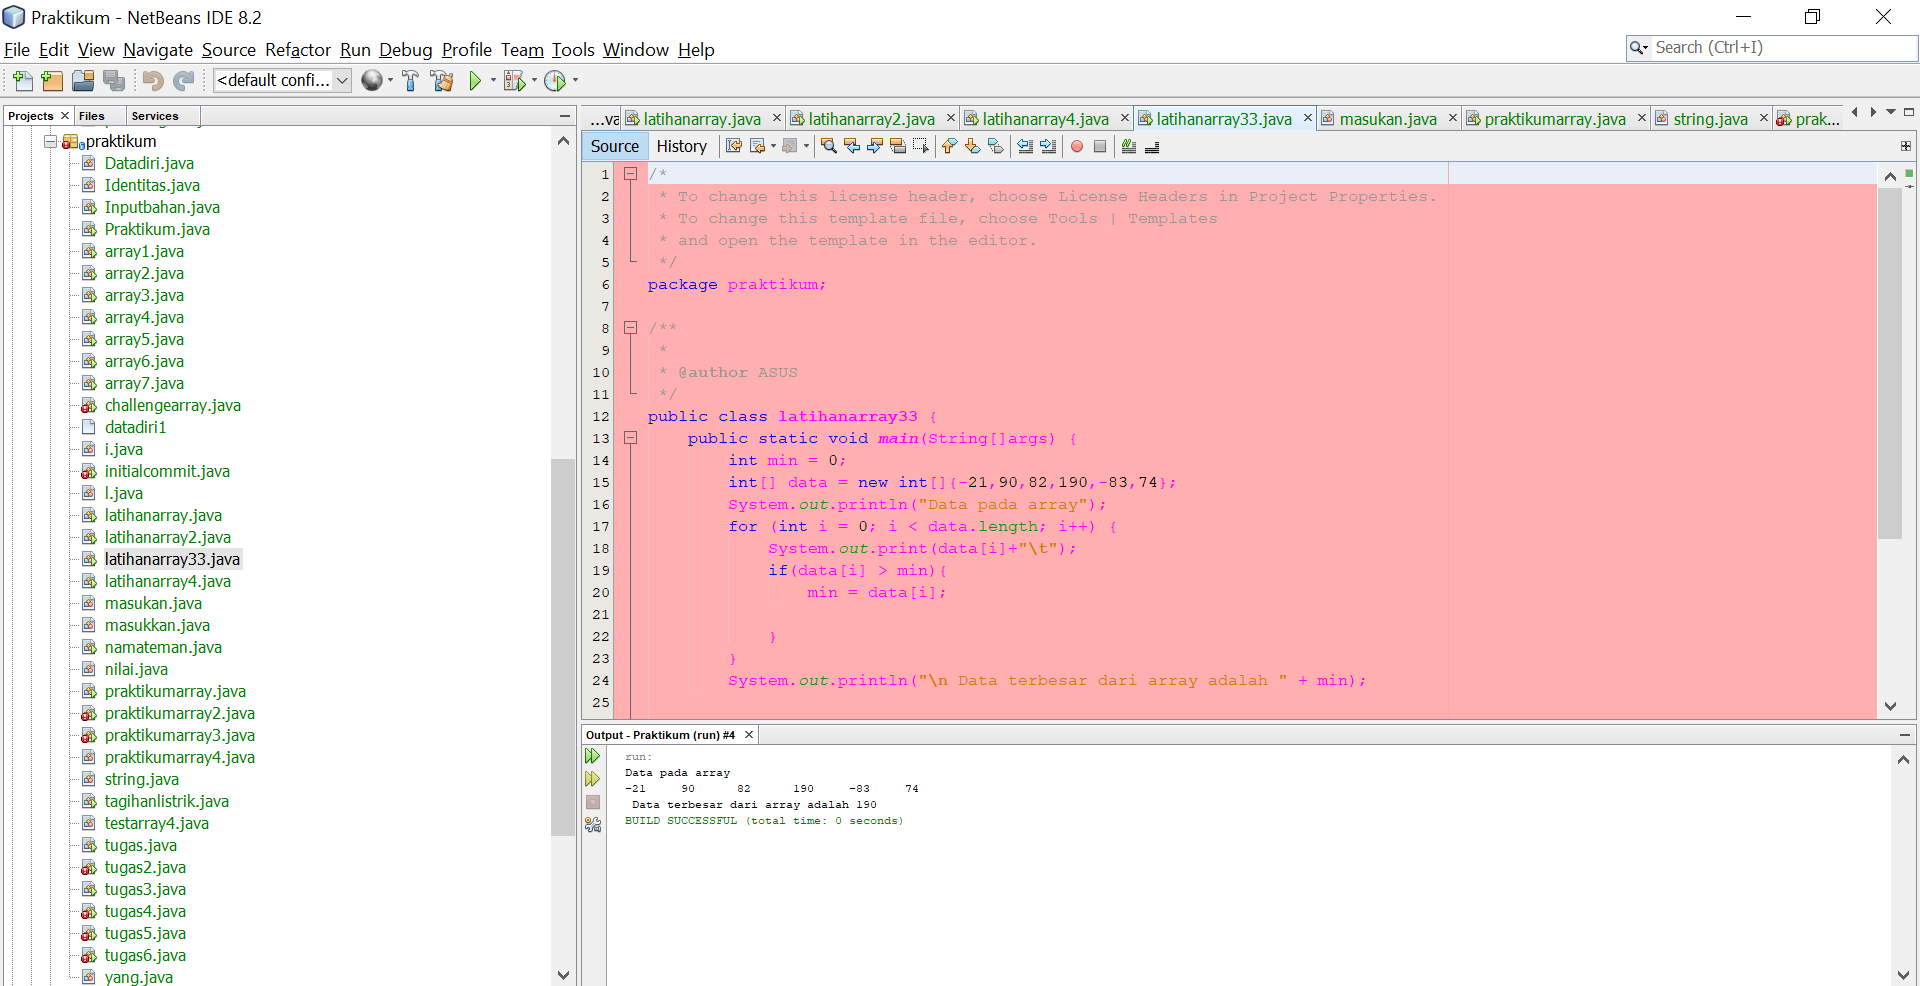 Praktikum - NetBeans IDE 8.2
File Edit View Navigate Source Refactor Run Debug Profile Team Tools Window Help
Search (Ctrl+I)
<default confi...
Projects Files Services
praktikum
Datadiri.java
Identitas.java
Inputbahan.java
Praktikum.java
array1.java
array2.java
array3.java
array4.java
array5.java
array6.java
array7.java
challengearray.java
datadiri1
i.java
initialcommit.java
l.java
latihanarray.java
latihanarray2.java
latihanarray33.java
latihanarray4.java
masukan.java
masukkan.java
namateman.java
nilai.java
praktikumarray.java
praktikumarray2.java
praktikumarray3.java
praktikumarray4.java
string.java
tagihanlistrik.java
testarray4.java
tugas.java
tugas2.java
tugas3.java
tugas4.java
tugas5.java
tugas6.java
yang.java
...va latihanarray.java latihanarray2.java latihanarray4.java latihanarray33.java masukan.java praktikumarray.java string.java prak...
Source History
1 /*
2 * To change this license header, choose License Headers in Project Properties.
3 * To change this template file, choose Tools | Templates
4 * and open the template in the editor.
5 */
6 package praktikum;
7
8 /**
9 *
10 * @author ASUS
11 */
12 public class latihanarray33 {
13 public static void main(String[]args) {
14 int min = 0;
15 int[] data = new int[]{-21,90,82,190,-83,74};
16 System.out.println("Data pada array");
17 for (int i = 0; i < data.length; i++) {
18 System.out.print(data[i]+"\t");
19 if(data[i] > min){
20 min = data[i];
21
22 }
23 }
24 System.out.println("\n Data terbesar dari array adalah " + min);
25
Output - Praktikum (run) #4
run:
Data pada array
-21 90 82 190 -83 74
Data terbesar dari array adalah 190
BUILD SUCCESSFUL (total time: 0 seconds)